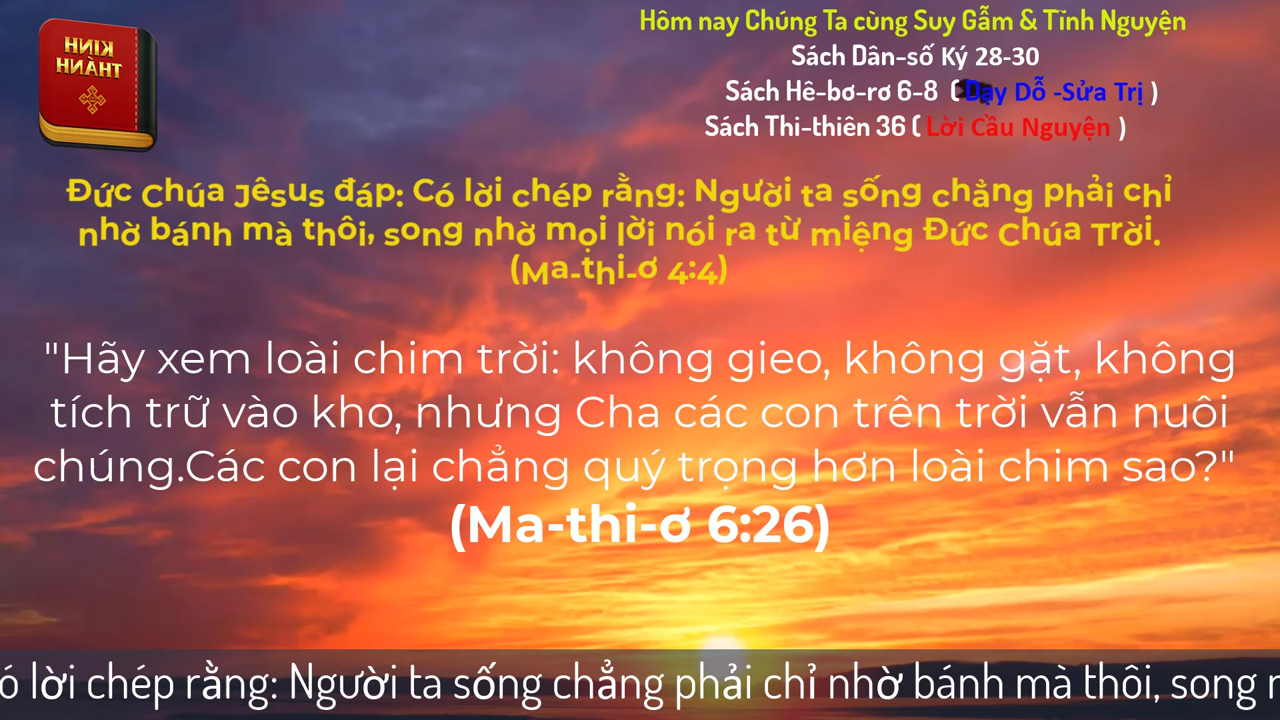 KINH
THÀNH
Hôm nay Chúng Ta cùng Suy Gẫm & Tĩnh Nguyện
Sách Dân-số Ký 28-30
Sách Hê-bơ-rơ 6-8 ( Dạy Dỗ -Sửa Trị )
Sách Thi-thiên 36 ( Lời Cầu Nguyện )
Đức Chúa Jêsus đáp: Có lời chép rằng: Người ta sống chẳng phải chỉ
nhờ bánh mà thôi, song nhờ mọi lời nói ra từ miệng Đức Chúa Trời.
(Ma-thi-ơ 4:4)
"Hãy xem loài chim trời: không gieo, không gặt, không
tích trữ vào kho, nhưng Cha các con trên trời vẫn nuôi
chúng.Các con lại chẳng quý trọng hơn loài chim sao?"
(Ma-thi-ơ 6:26)
ó lời chép rằng: Người ta sống chẳng phải chỉ nhờ bánh mà thôi, song